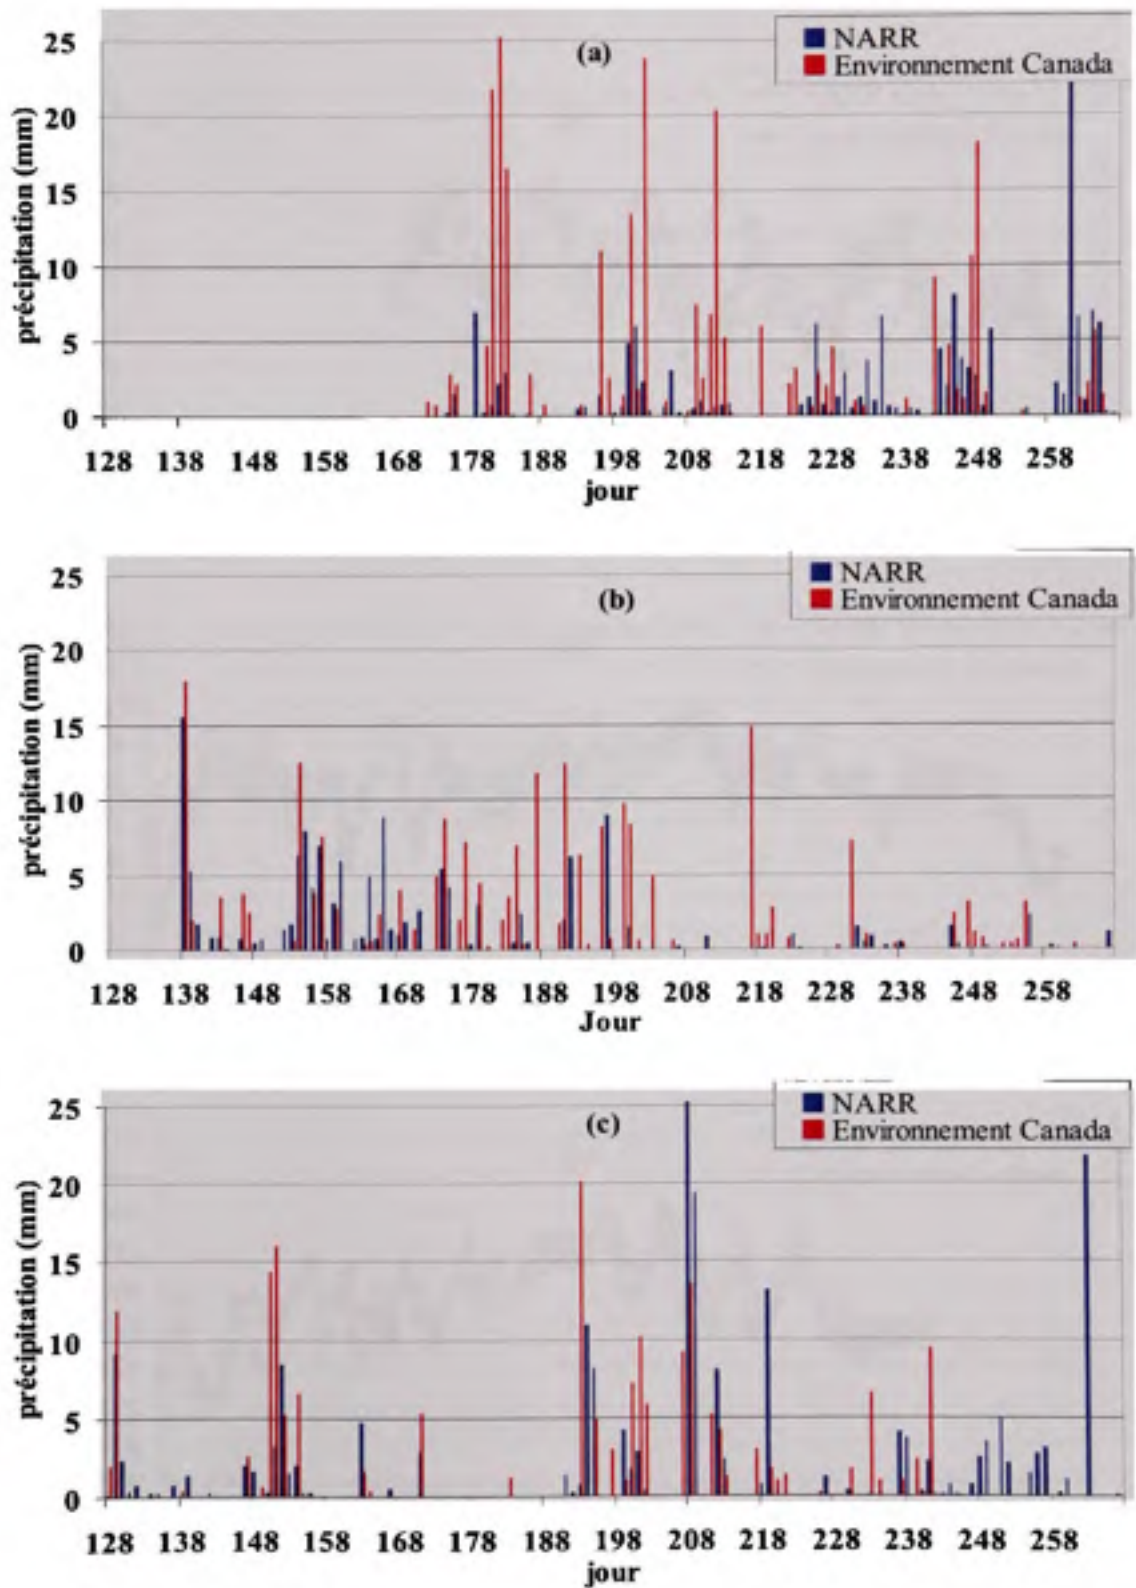 (a)
NARR
Environnement Canada
précipitation (mm)
25
20
15
10
5
0
128 138 148 158 168 178 188 198 208 218 228 238 248 258
jour
(b)
NARR
Environnement Canada
précipitation (mm)
25
20
15
10
5
0
128 138 148 158 168 178 188 198 208 218 228 238 248 258
Jour
(c)
NARR
Environnement Canada
précipitation (mm)
25
20
15
10
5
0
128 138 148 158 168 178 188 198 208 218 228 238 248 258
jour